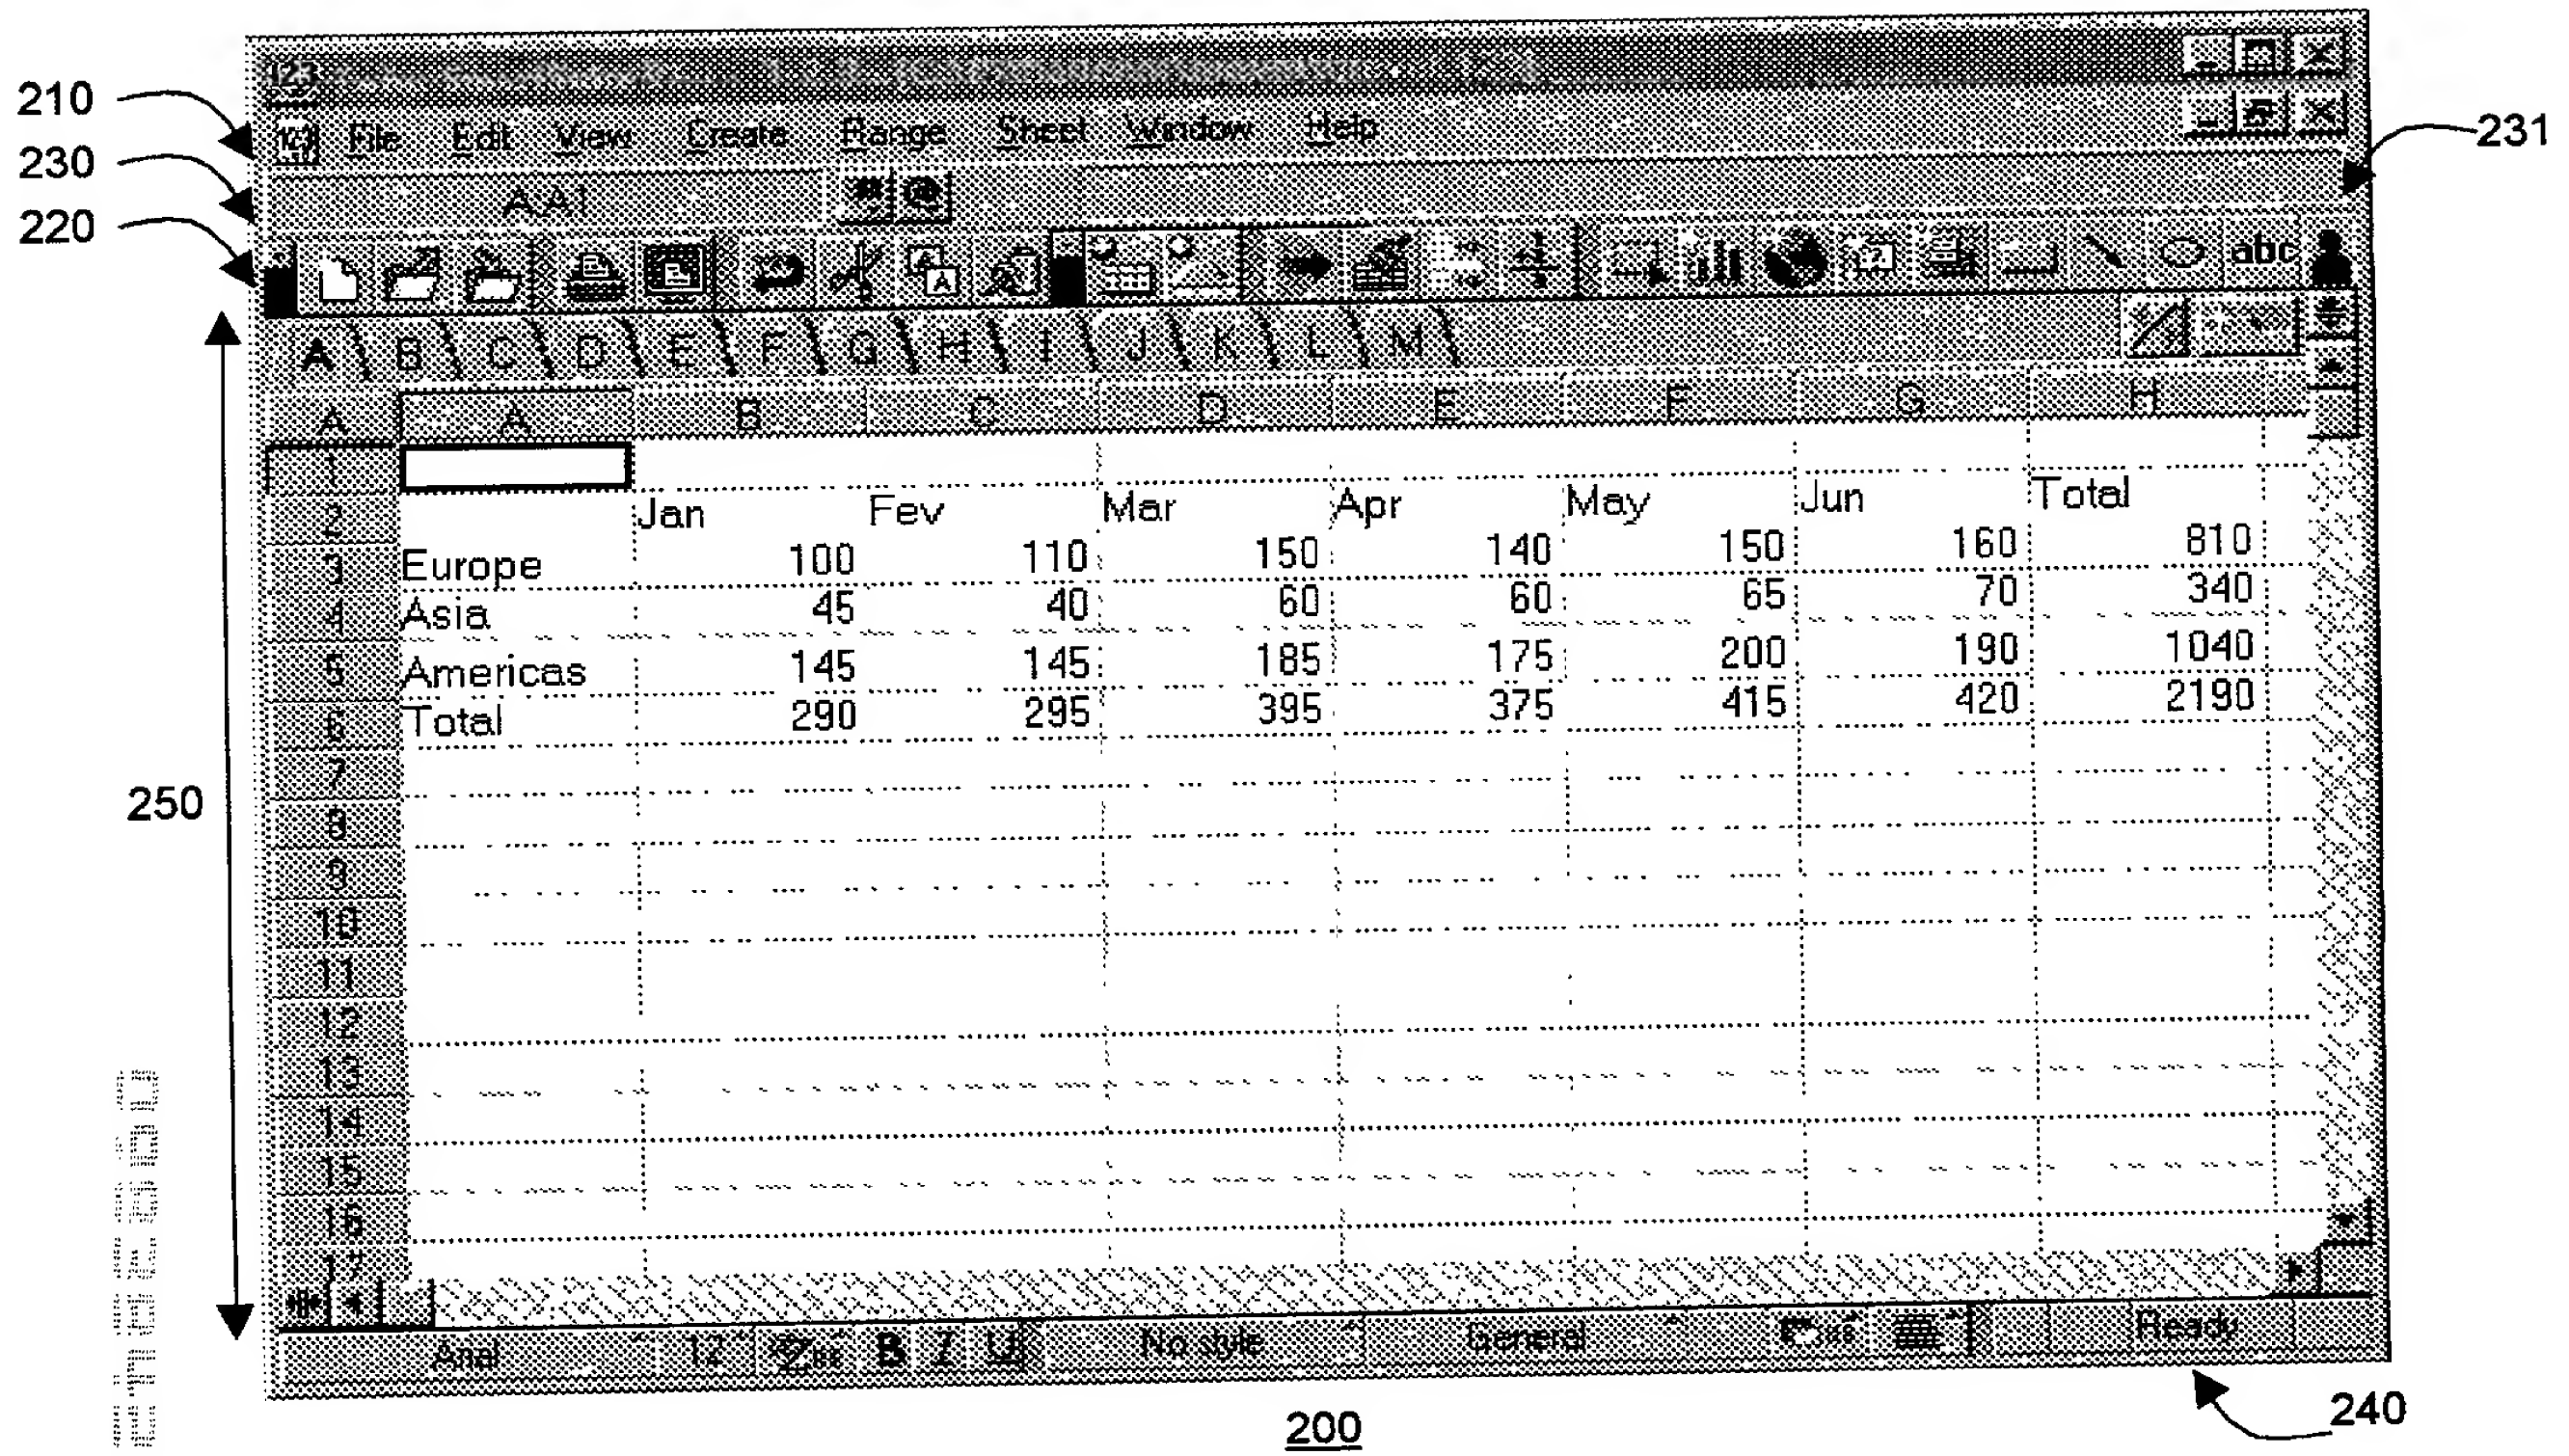 123
210
123 File Edit View Create Range Sheet Window Help
231
230
A:A1 @
220
abc
A B C D E F G H I J K L M
A A B C D E F G H
1
2 Jan Fev Mar Apr May Jun Total
3 Europe 100 110 150 140 150 160 810
4 Asia 45 40 60 60 65 70 340
5 Americas 145 145 185 175 200 190 1040
6 Total 290 295 395 375 415 420 2190
7
250
8
9
10
11
12
13
14
15
16
17
Arial 12 B I U No style General Ready
240
200